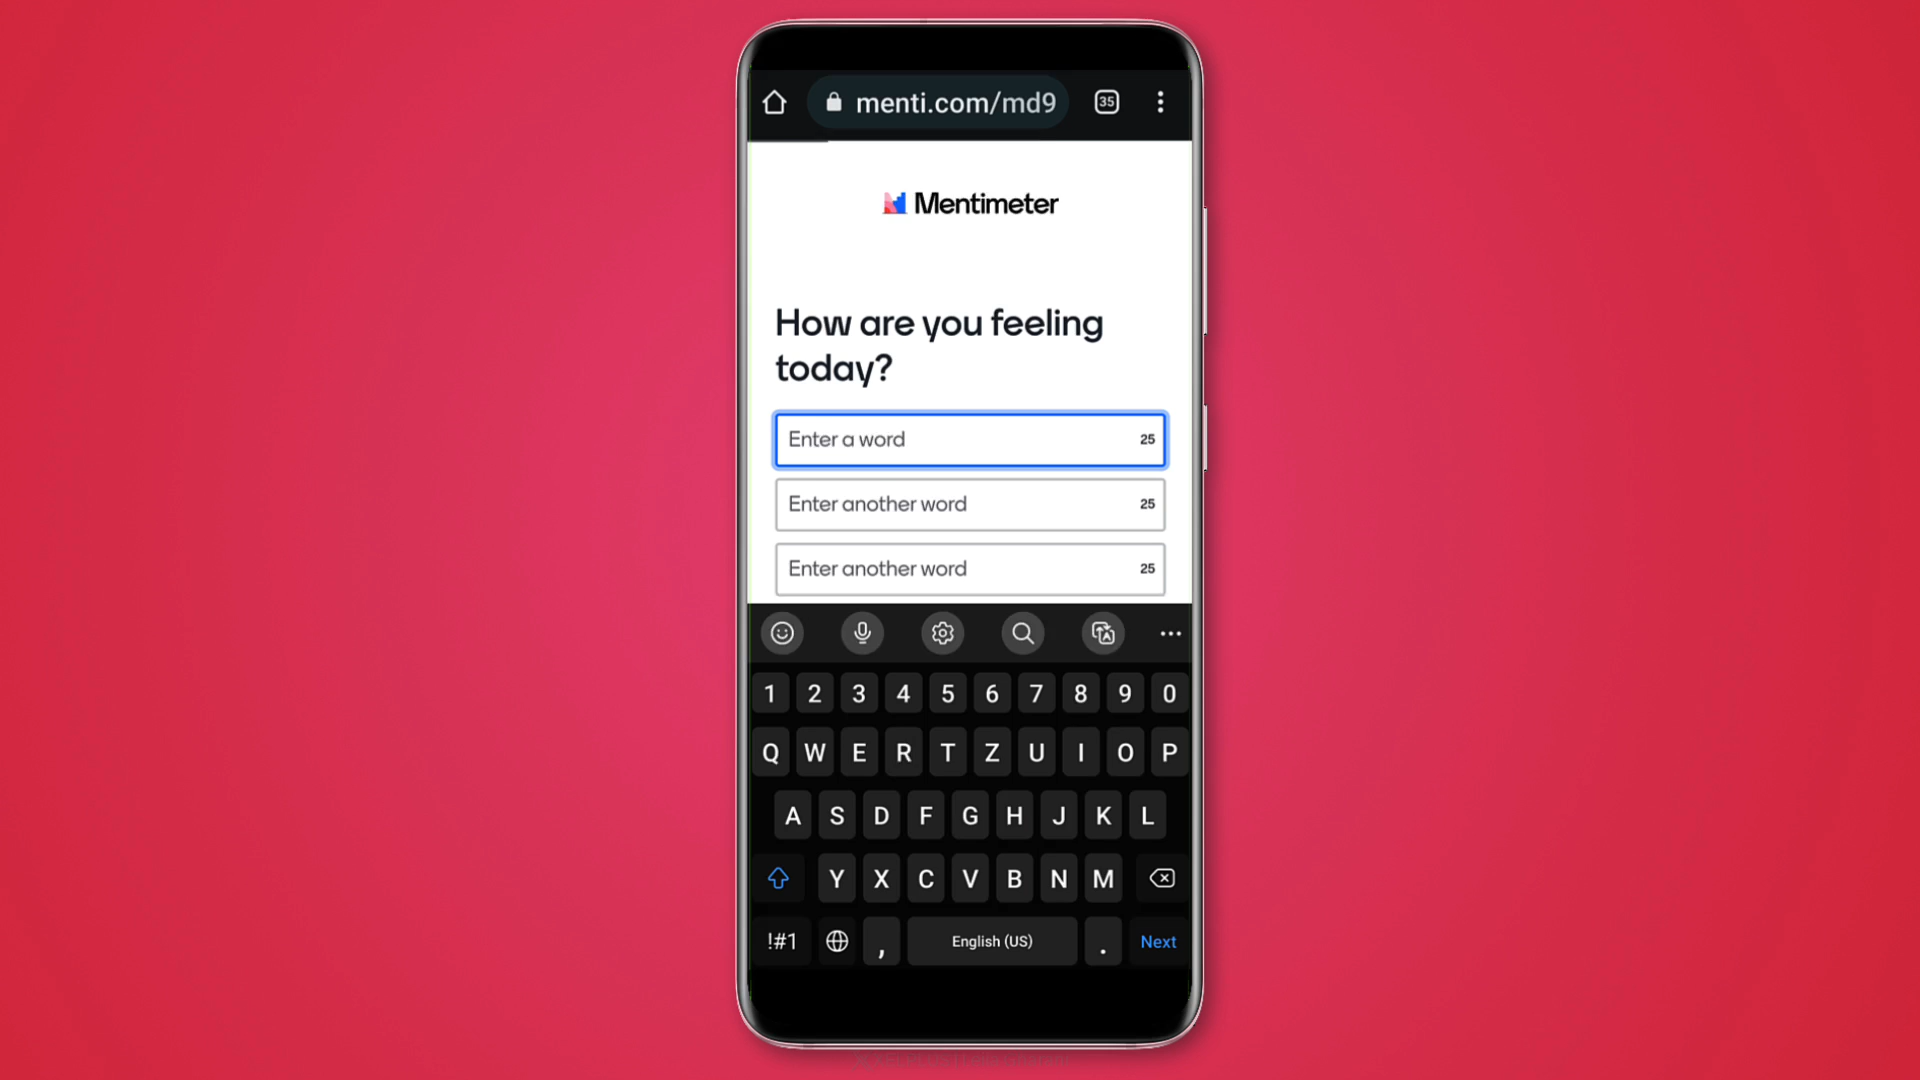 menti.com/md9
35
Mentimeter
How are you feeling
today?
Enter a word 25
Enter another word 25
Enter another word 25
1 2 3 4 5 6 7 8 9 0
Q W E R T Z U I O P
A S D F G H J K L
Y X C V B N M
!#1 , English (US) . Next